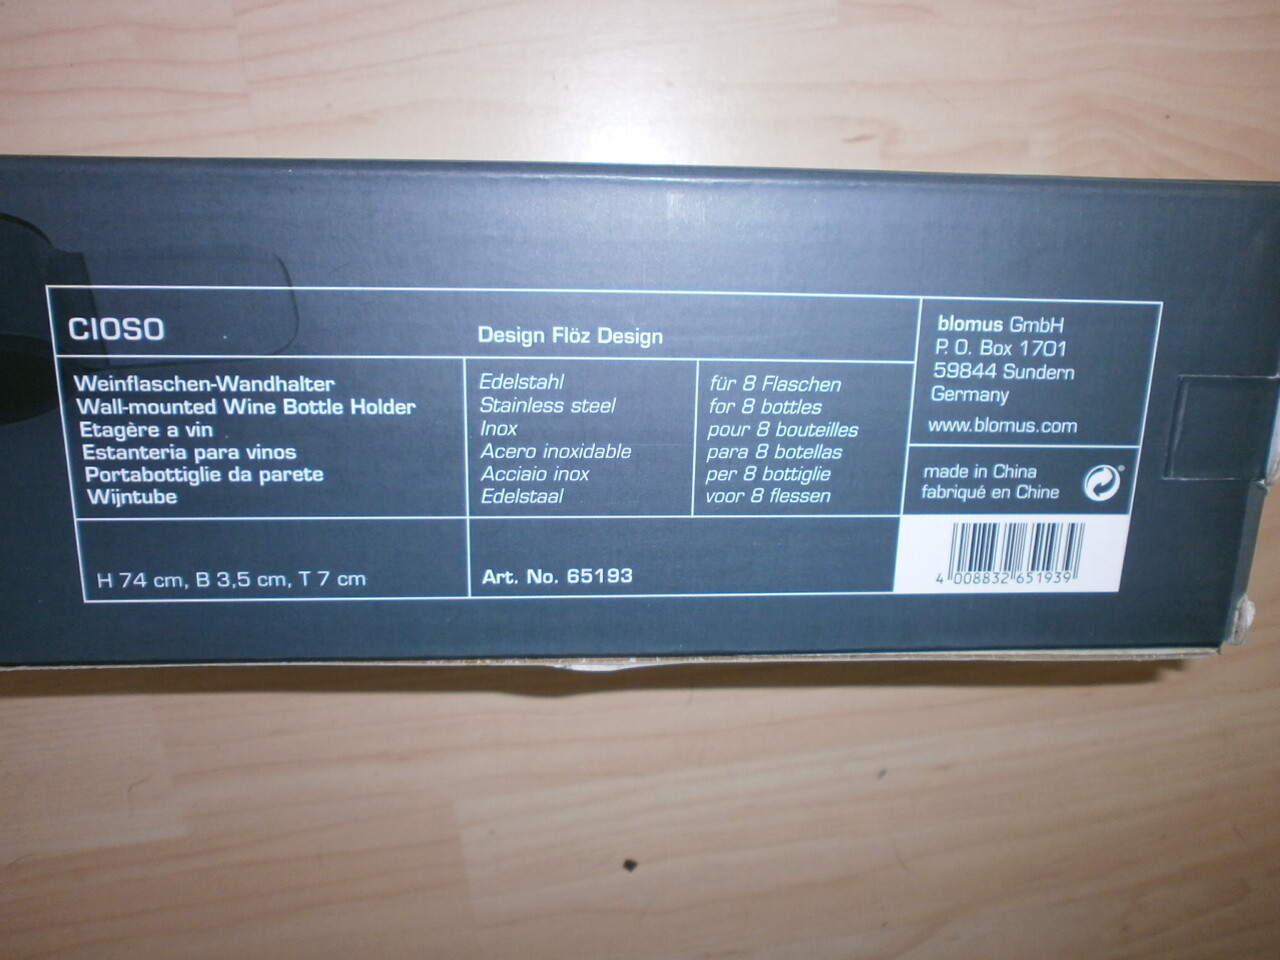 CIOSO
Design Flöz Design
Weinflaschen-Wandhalter
Wall-mounted Wine Bottle Holder
Etagère a vin
Estanteria para vinos
Portabottiglie da parete
Wijntube
Edelstahl
Stainless steel
Inox
Acero inoxidable
Acciaio inox
Edelstaal
für 8 Flaschen
for 8 bottles
pour 8 bouteilles
para 8 botellas
per 8 bottiglie
voor 8 flessen
H 74 cm, B 3,5 cm, T 7 cm
Art. No. 65193
blomus GmbH
P. O. Box 1701
59844 Sundern
Germany
www.blomus.com
made in China
fabriqué en Chine
4 008832 651939